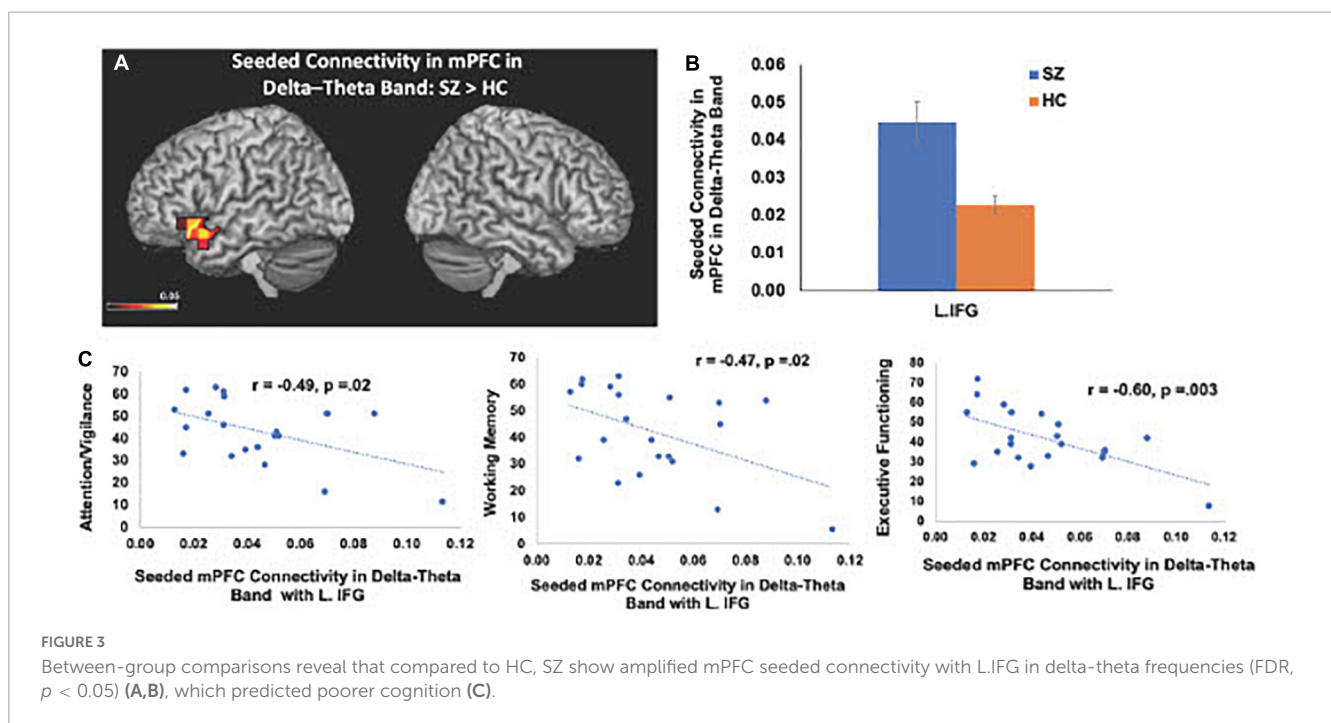 A
Seeded Connectivity in mPFC in
Delta–Theta Band: SZ > HC
0.05
B
Seeded Connectivity in
mPFC in Delta-Theta Band
0.06
0.05
0.04
0.03
0.02
0.01
0.00
SZ
HC
L.IFG
C
Attention/Vigilance
70
60
50
40
30
20
10
0
r = -0.49, p =.02
0.00 0.02 0.04 0.06 0.08 0.10 0.12
Seeded mPFC Connectivity in Delta-Theta
Band with L. IFG
Working Memory
70
60
50
40
30
20
10
0
r = -0.47, p =.02
0.00 0.02 0.04 0.06 0.08 0.10 0.12
Seeded mPFC Connectivity in Delta-Theta
Band with L. IFG
Executive Functioning
80
70
60
50
40
30
20
10
0
r = -0.60, p =.003
0.00 0.02 0.04 0.06 0.08 0.10 0.12
Seeded mPFC Connectivity in Delta-Theta
Band with L. IFG
FIGURE 3
Between-group comparisons reveal that compared to HC, SZ show amplified mPFC seeded connectivity with L.IFG in delta-theta frequencies (FDR,
p < 0.05) (A,B), which predicted poorer cognition (C).